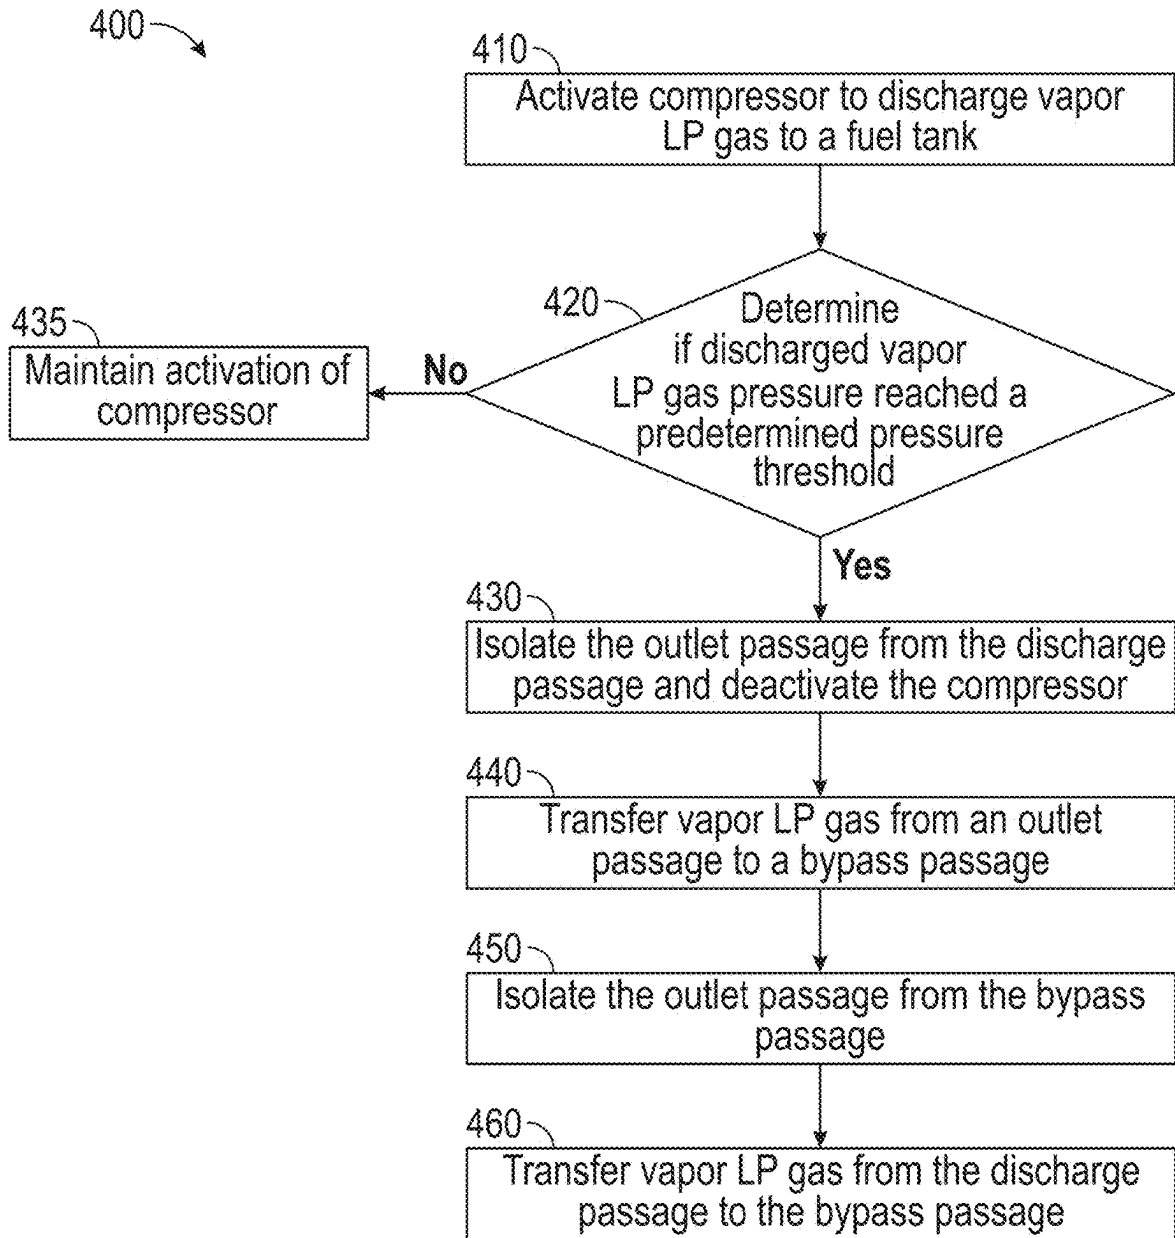 400
410
Activate compressor to discharge vapor
LP gas to a fuel tank
420
Determine
if discharged vapor
LP gas pressure reached a
predetermined pressure
threshold
435
Maintain activation of
compressor
No
Yes
430
Isolate the outlet passage from the discharge
passage and deactivate the compressor
440
Transfer vapor LP gas from an outlet
passage to a bypass passage
450
Isolate the outlet passage from the bypass
passage
460
Transfer vapor LP gas from the discharge
passage to the bypass passage